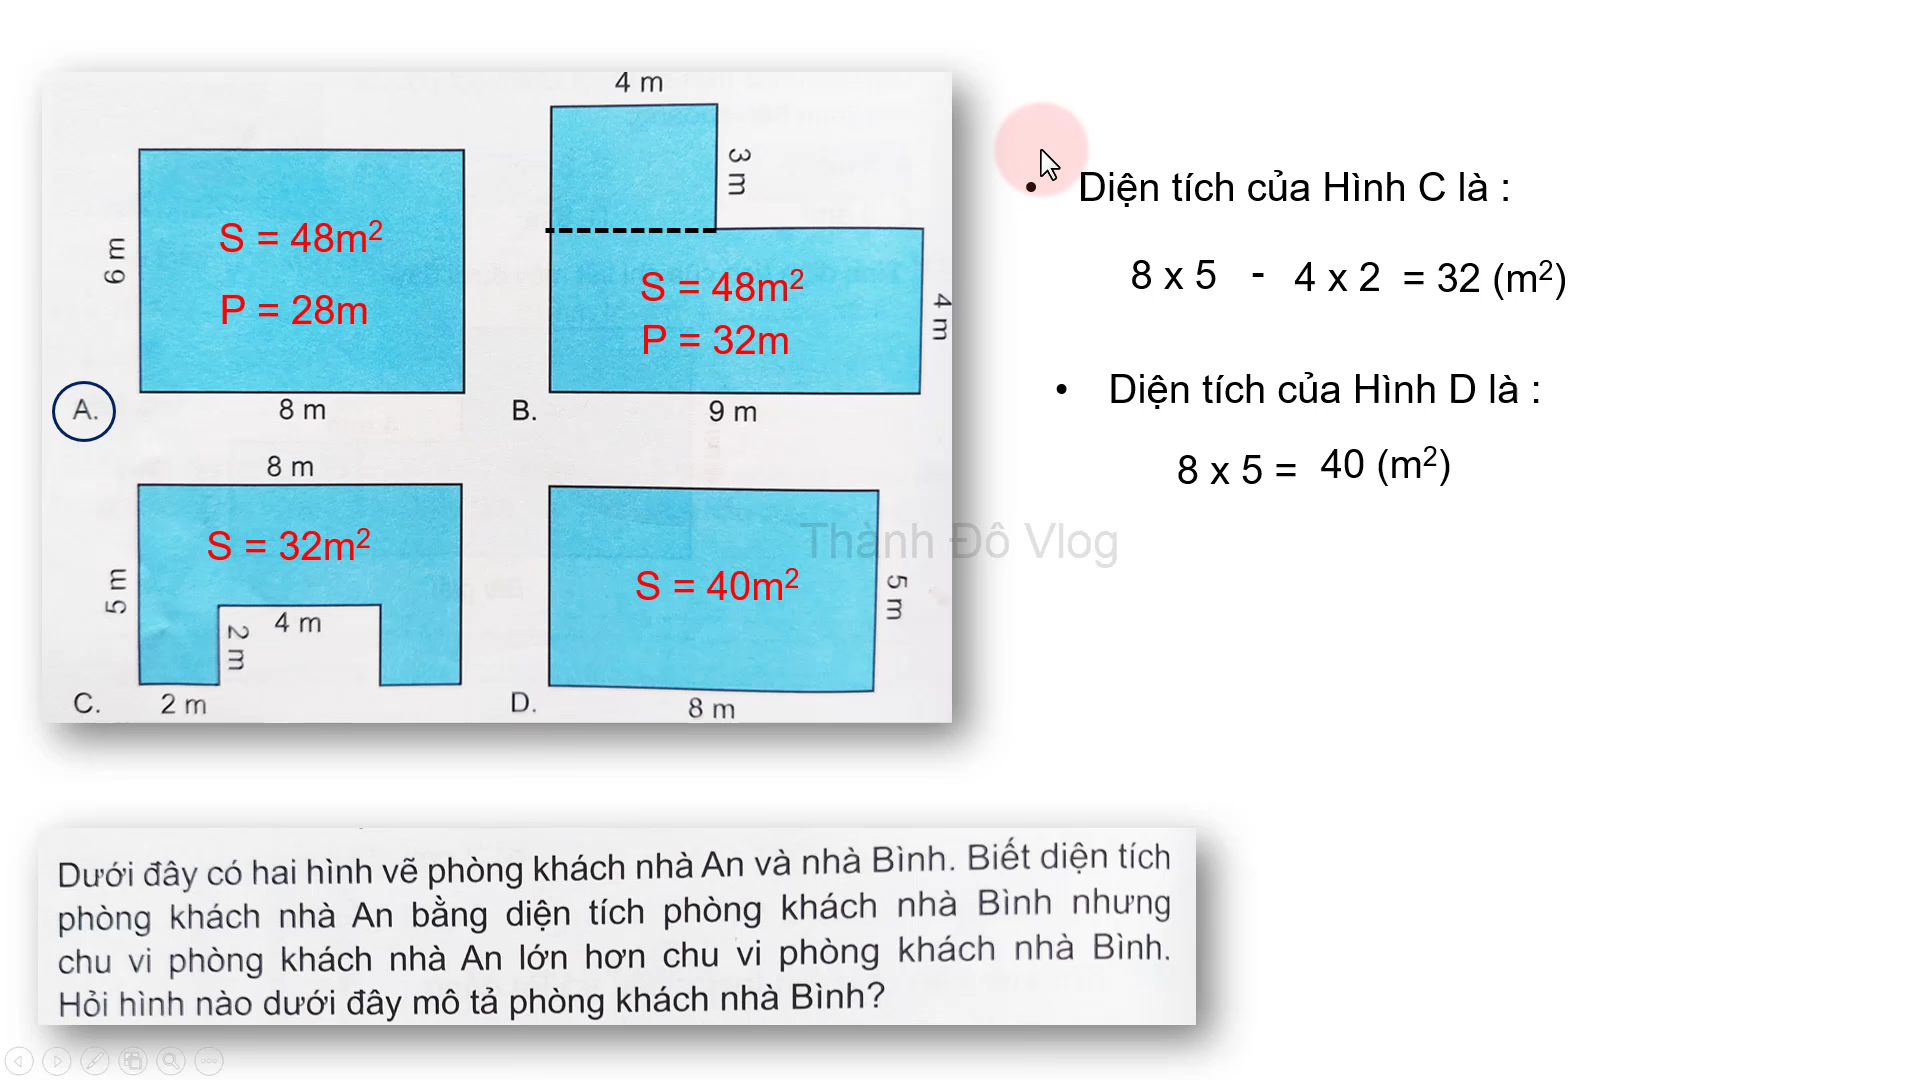 4 m
3 m
6 m
S = 48m²
P = 28m
S = 48m²
P = 32m
4 m
A.
8 m
B.
9 m
8 m
S = 32m²
5 m
4 m
2 m
S = 40m²
5 m
C.
2 m
D.
8 m
• Diện tích của Hình C là :
8 x 5 - 4 x 2 = 32 (m²)
• Diện tích của Hình D là :
8 x 5 = 40 (m²)
Thành Đô Vlog
Dưới đây có hai hình vẽ phòng khách nhà An và nhà Bình. Biết diện tích
phòng khách nhà An bằng diện tích phòng khách nhà Bình nhưng
chu vi phòng khách nhà An lớn hơn chu vi phòng khách nhà Bình.
Hỏi hình nào dưới đây mô tả phòng khách nhà Bình?